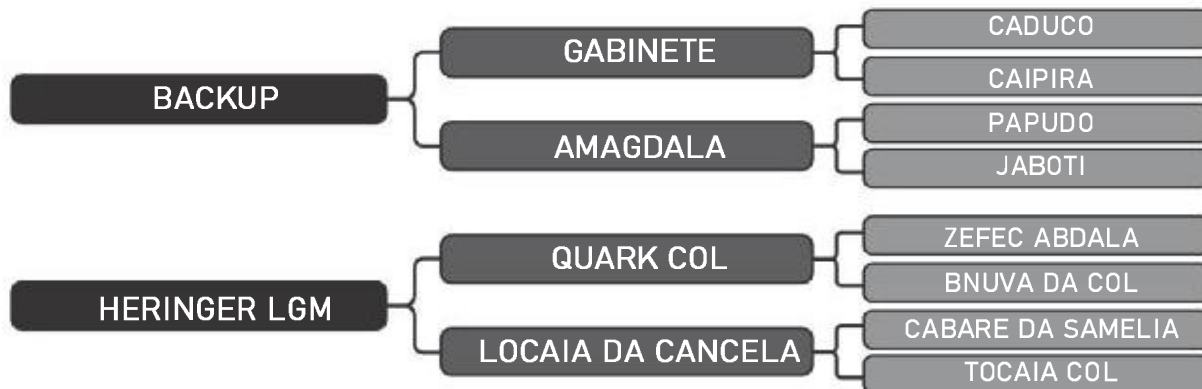 BACKUP
GABINETE
CADUCO
CAIPIRA
AMAGDALA
PAPUDO
JABOTI
HERINGER LGM
QUARK COL
ZEFEC ABDALA
BNUVA DA COL
LOCAIA DA CANCELA
CABARE DA SAMELIA
TOCAIA COL